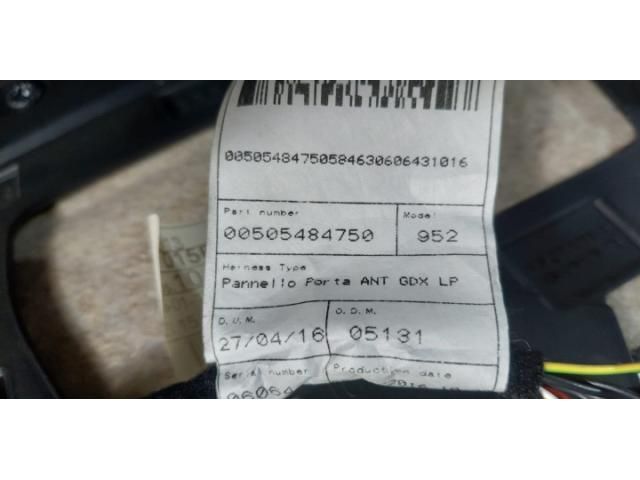 00505484750584630606431016
Part number Model
00505484750 952
Harness Type
Pannello Porta ANT GDX LP
D.U.M. O.D.M.
27/04/16 05131
Serial number Production date